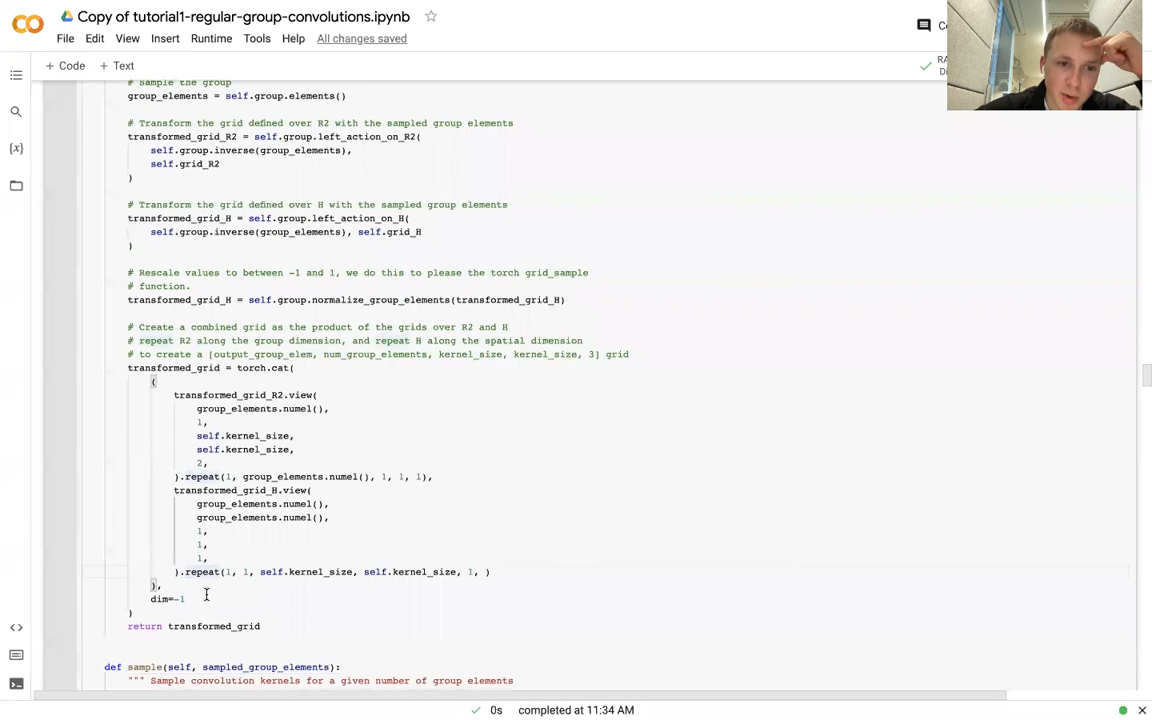 Copy of tutorial1-regular-group-convolutions.ipynb
File Edit View Insert Runtime Tools Help All changes saved
+ Code + Text
# Sample the group
group_elements = self.group.elements()
# Transform the grid defined over R2 with the sampled group elements
transformed_grid_R2 = self.group.left_action_on_R2(
self.group.inverse(group_elements),
self.grid_R2
)
# Transform the grid defined over H with the sampled group elements
transformed_grid_H = self.group.left_action_on_H(
self.group.inverse(group_elements), self.grid_H
)
# Rescale values to between -1 and 1, we do this to please the torch grid_sample
# function.
transformed_grid_H = self.group.normalize_group_elements(transformed_grid_H)
# Create a combined grid as the product of the grids over R2 and H
# repeat R2 along the group dimension, and repeat H along the spatial dimension
# to create a [output_group_elem, num_group_elements, kernel_size, kernel_size, 3] grid
transformed_grid = torch.cat(
(
transformed_grid_R2.view(
group_elements.numel(),
1,
self.kernel_size,
self.kernel_size,
2,
).repeat(1, group_elements.numel(), 1, 1, 1),
transformed_grid_H.view(
group_elements.numel(),
group_elements.numel(),
1,
1,
1,
).repeat(1, 1, self.kernel_size, self.kernel_size, 1, )
),
dim=-1
)
return transformed_grid
def sample(self, sampled_group_elements):
""" Sample convolution kernels for a given number of group elements
0s completed at 11:34 AM